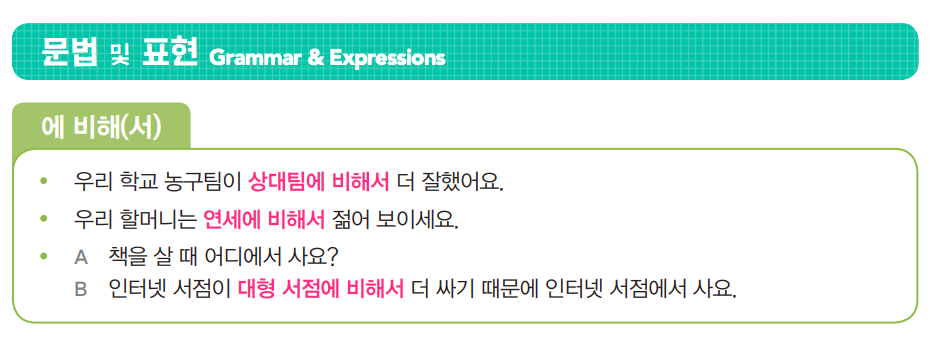 문법 및 표현 Grammar & Expressions
에 비해(서)
• 우리 학교 농구팀이 상대팀에 비해서 더 잘했어요.
• 우리 할머니는 연세에 비해서 젊어 보이세요.
• A 책을 살 때 어디에서 사요?
B 인터넷 서점이 대형 서점에 비해서 더 싸기 때문에 인터넷 서점에서 사요.